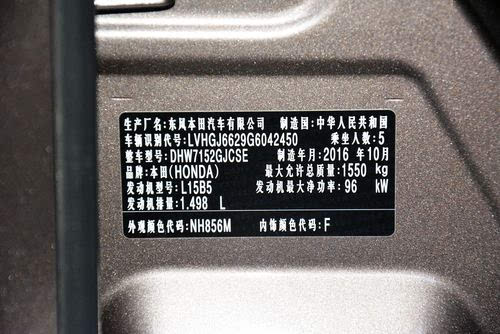 生产厂名:东风本田汽车有限公司 制造国:中华人民共和国
车辆识别代号:LVHGJ6629G6042450 乘坐人数:5
整车型号:DHW7152GJCSE 制造年月:2016 年 10月
品牌:本田(HONDA) 最大允许总质量:1550 kg
发动机型号:L15B5 发动机最大净功率:96 kW
发动机排量:1.498 L
外观颜色代码:NH856M 内饰颜色代码:F